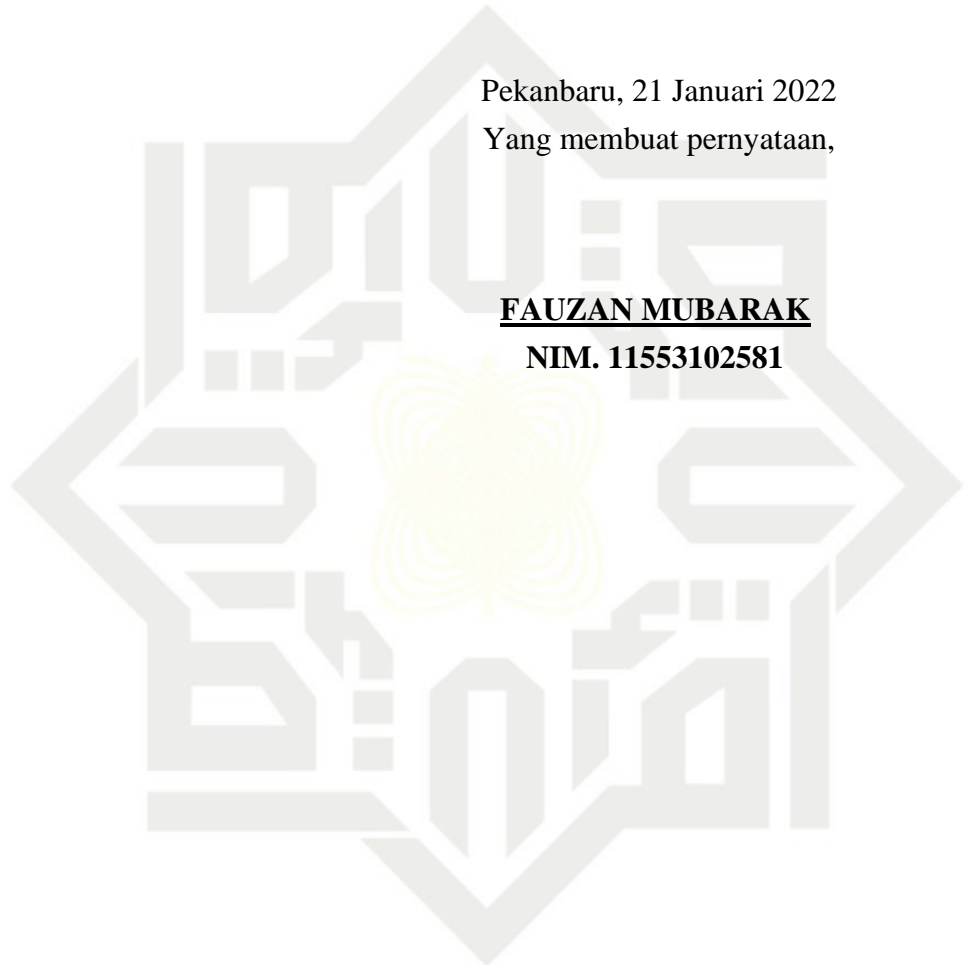 Pekanbaru, 21 Januari 2022
Yang membuat pernyataan,
FAUZAN MUBARAK
NIM. 11553102581